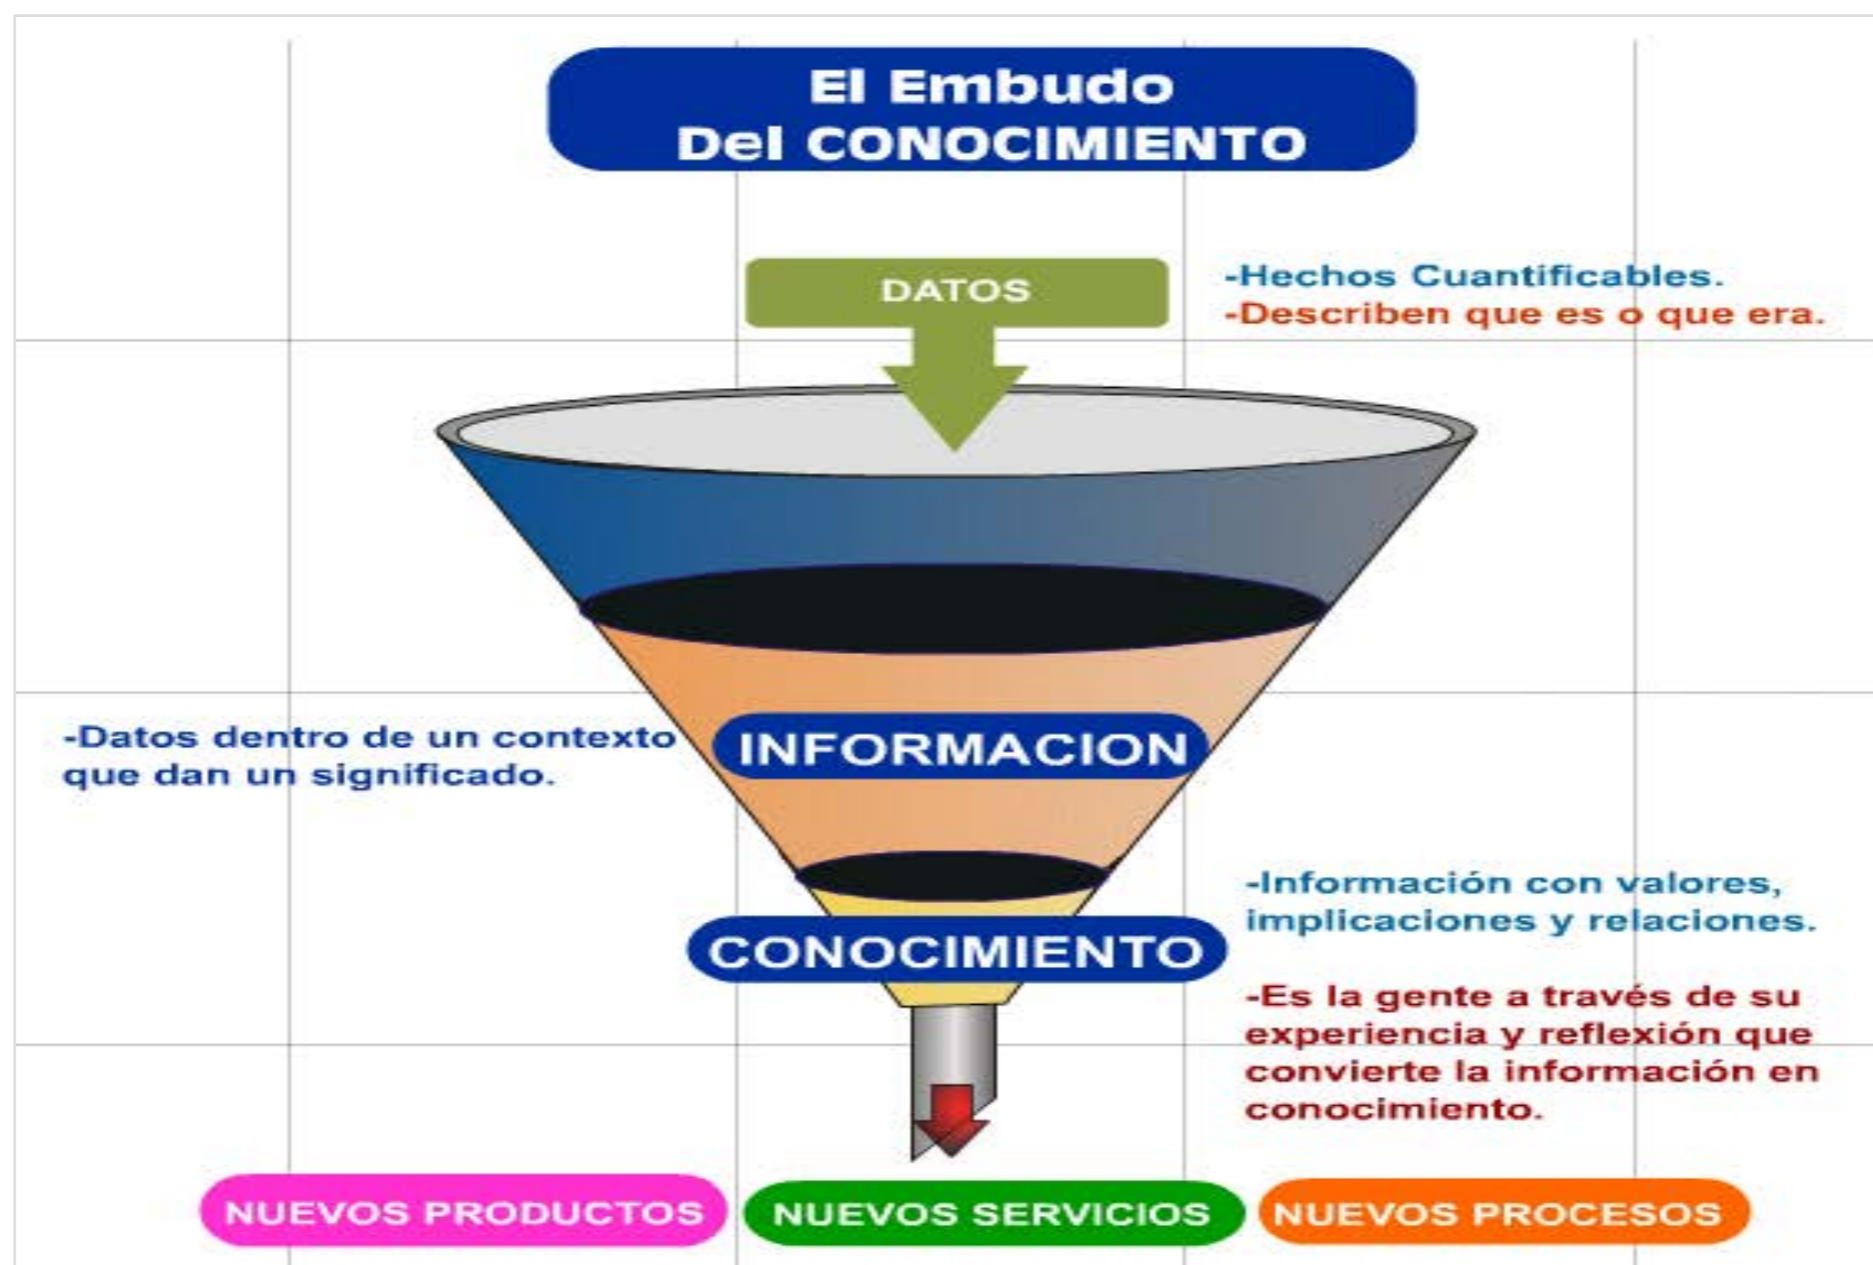 El Embudo
Del CONOCIMIENTO
DATOS
-Hechos Cuantificables.
-Describen que es o que era.
-Datos dentro de un contexto
que dan un significado.
INFORMACION
CONOCIMIENTO
-Información con valores,
implicaciones y relaciones.
-Es la gente a través de su
experiencia y reflexión que
convierte la información en
conocimiento.
NUEVOS PRODUCTOS
NUEVOS SERVICIOS
NUEVOS PROCESOS